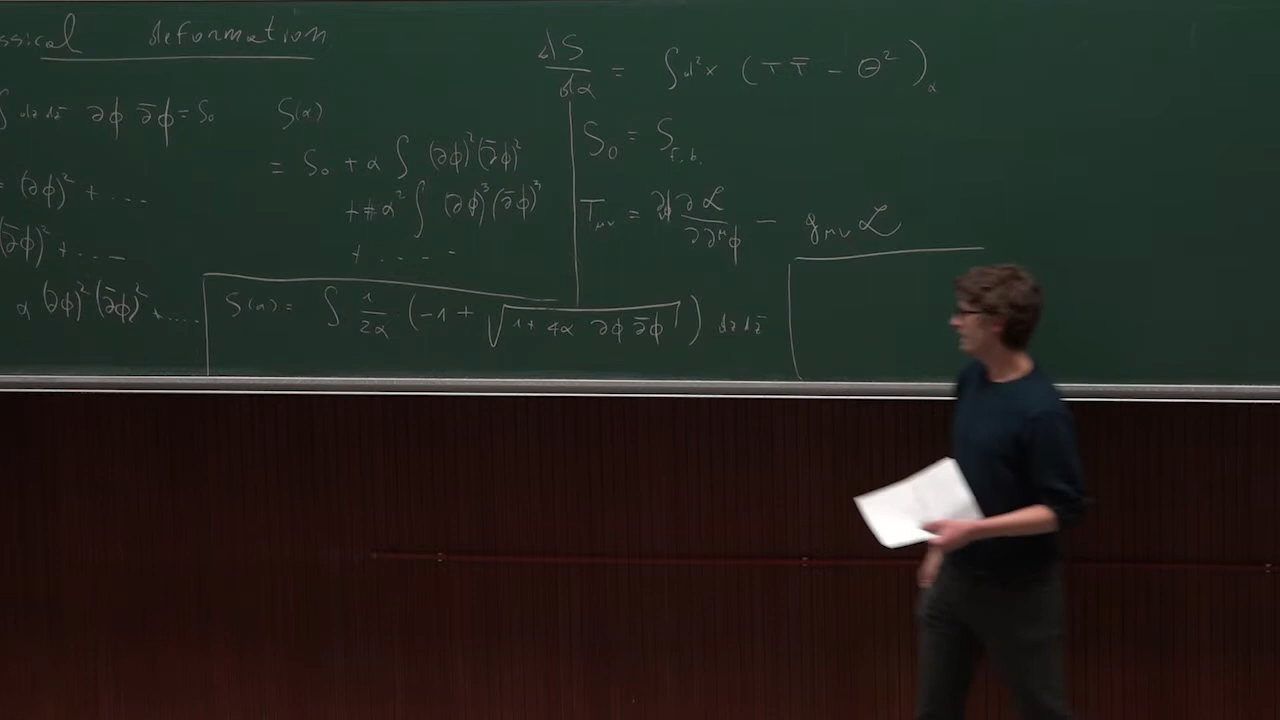 ssical deformation
∫ dz dz̄ ∂ϕ ∂̄ϕ = S₀
= (∂ϕ)² + ....
(∂̄ϕ)² + ....
α (∂ϕ)² (∂̄ϕ)² + .....
S(α)
= S₀ + α ∫ (∂ϕ)² (∂̄ϕ)²
+ # α² ∫ (∂ϕ)³ (∂̄ϕ)³
+ . . . . .
S(α) = ∫ 1/2α ( -1 + √(1 + 4α ∂ϕ ∂̄ϕ) ) dz dz̄
dS/dα = ∫ d²x ( T T̄ - Θ² )_α
S₀ = S_f.b.
T_μν = ∂ℒ/∂∂^μϕ - g_μν ℒ